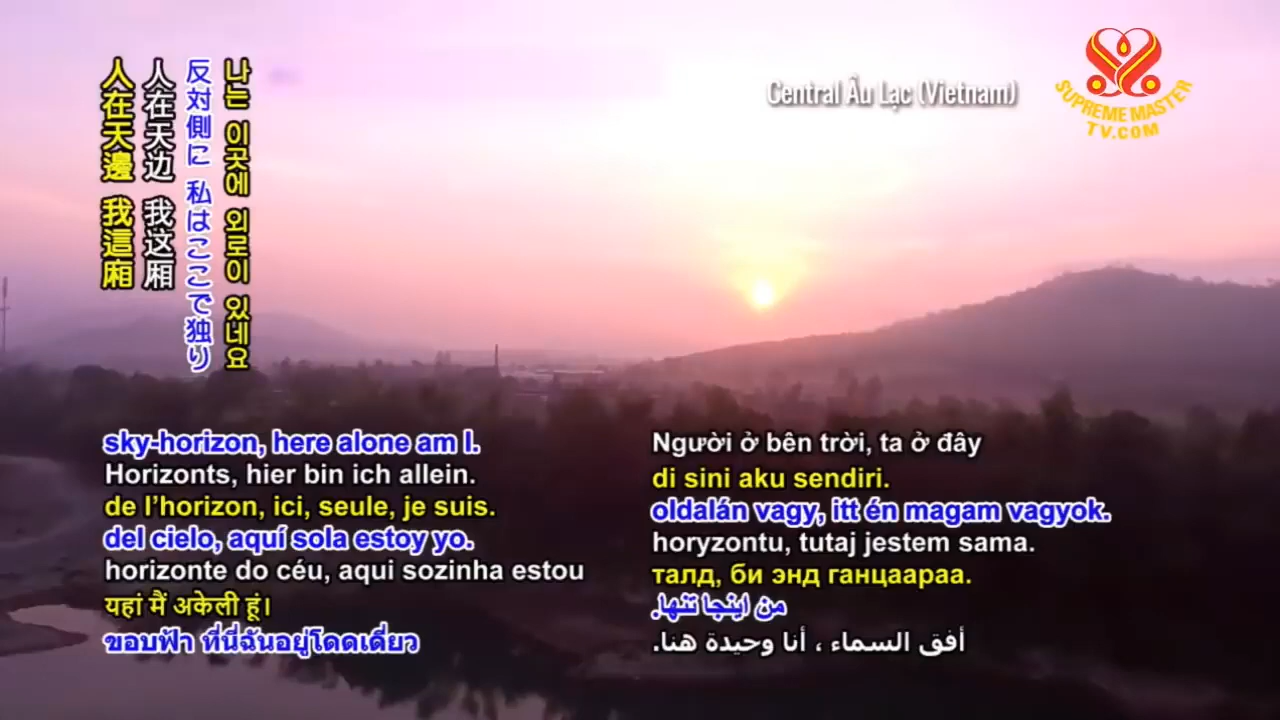 Central Âu Lạc (Vietnam)
SUPREME MASTER
TV.COM
나는 이곳에 외로이 있네요
反対側に 私はここで独り
人在天边 我这厢
人在天邊 我這廂
sky-horizon, here alone am I.
Horizonts, hier bin ich allein.
de l’horizon, ici, seule, je suis.
del cielo, aquí sola estoy yo.
horizonte do céu, aqui sozinha estou
यहां मैं अकेली हूं।
ขอบฟ้า ที่นี่ฉันอยู่โดดเดี่ยว
Người ở bên trời, ta ở đây
di sini aku sendiri.
oldalán vagy, itt én magam vagyok.
horyzontu, tutaj jestem sama.
талд, би энд ганцаараа.
من اینجا تنها.
أفق السماء ، أنا وحيدة هنا.